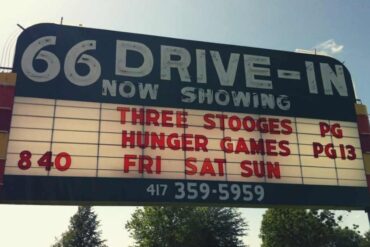 66 DRIVE-IN
NOW SHOWING
THREE STOOGES PG
HUNGER GAMES PG13
840 FRI SAT SUN
417 359-5959